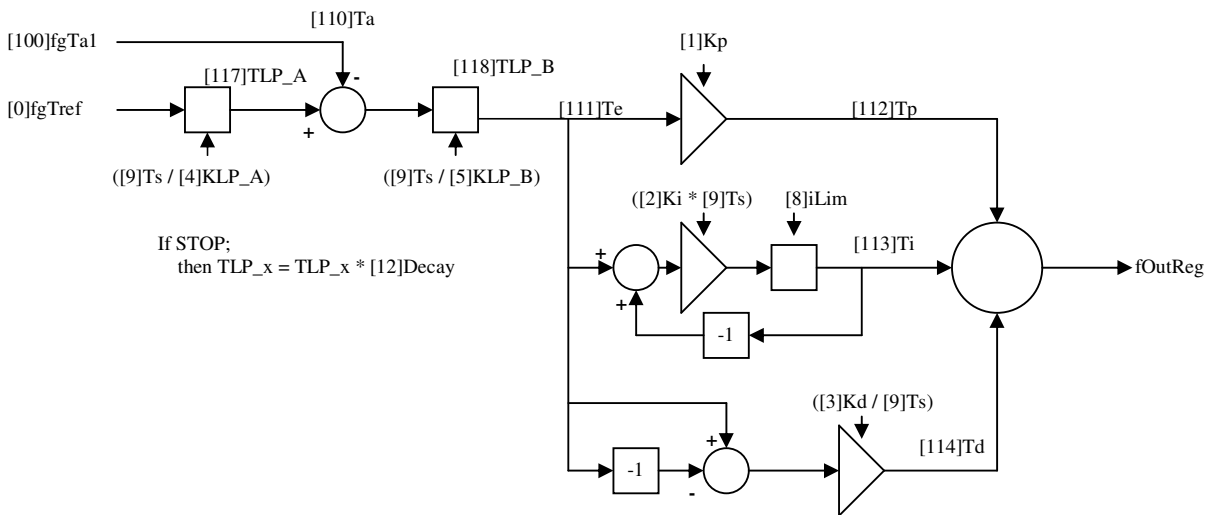 [110]Ta
[100]fgTa1
[1]Kp
[117]TLP_A
-
[118]TLP_B
[0]fgTref
+
[111]Te
[112]Tp
([9]Ts / [4]KLP_A)
([9]Ts / [5]KLP_B)
([2]Ki * [9]Ts)
[8]iLim
If STOP;
then TLP_x = TLP_x * [12]Decay
+
[113]Ti
fOutReg
+
-1
([3]Kd / [9]Ts)
+
[114]Td
-1
-